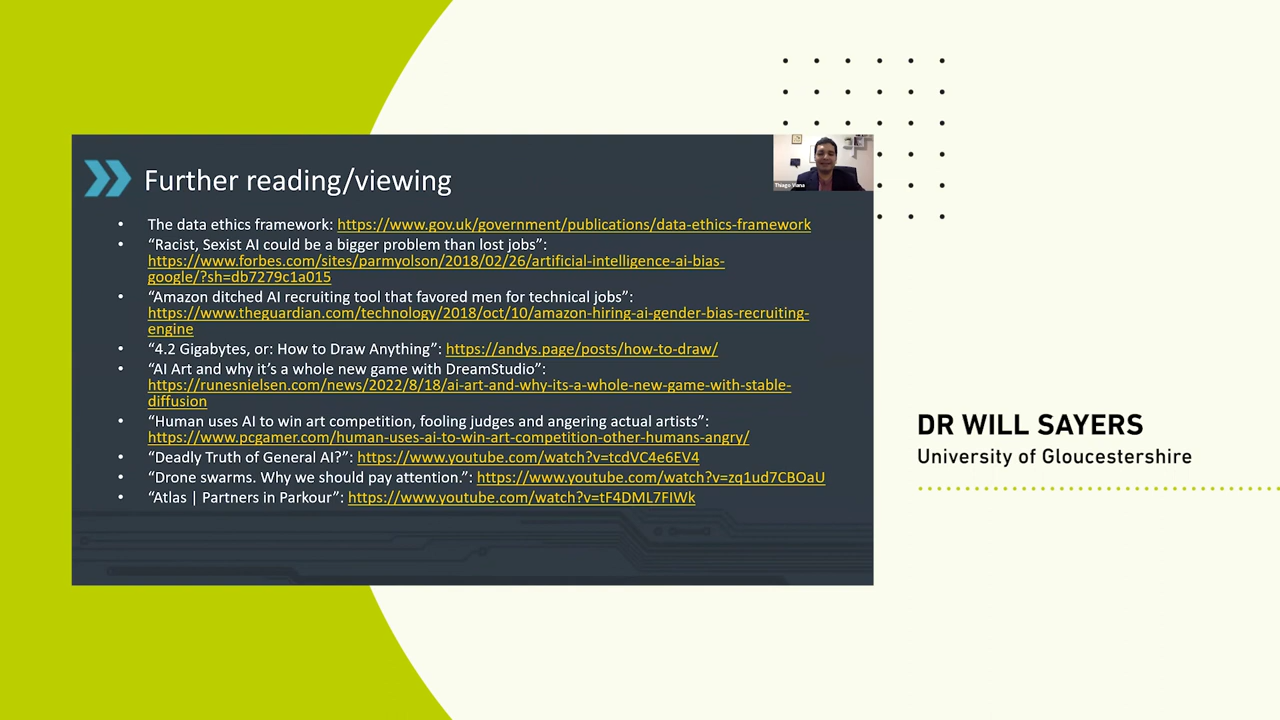 Further reading/viewing
Thiago Viana
• The data ethics framework: https://www.gov.uk/government/publications/data-ethics-framework
• “Racist, Sexist AI could be a bigger problem than lost jobs”:
https://www.forbes.com/sites/parmyolson/2018/02/26/artificial-intelligence-ai-bias-
google/?sh=db7279c1a015
• “Amazon ditched AI recruiting tool that favored men for technical jobs”:
https://www.theguardian.com/technology/2018/oct/10/amazon-hiring-ai-gender-bias-recruiting-
engine
• “4.2 Gigabytes, or: How to Draw Anything”: https://andys.page/posts/how-to-draw/
• “AI Art and why it’s a whole new game with DreamStudio”:
https://runesnielsen.com/news/2022/8/18/ai-art-and-why-its-a-whole-new-game-with-stable-
diffusion
• “Human uses AI to win art competition, fooling judges and angering actual artists”:
https://www.pcgamer.com/human-uses-ai-to-win-art-competition-other-humans-angry/
• “Deadly Truth of General AI?”: https://www.youtube.com/watch?v=tcdVC4e6EV4
• “Drone swarms. Why we should pay attention.”: https://www.youtube.com/watch?v=zq1ud7CBOaU
• “Atlas | Partners in Parkour”: https://www.youtube.com/watch?v=tF4DML7FIWk
DR WILL SAYERS
University of Gloucestershire